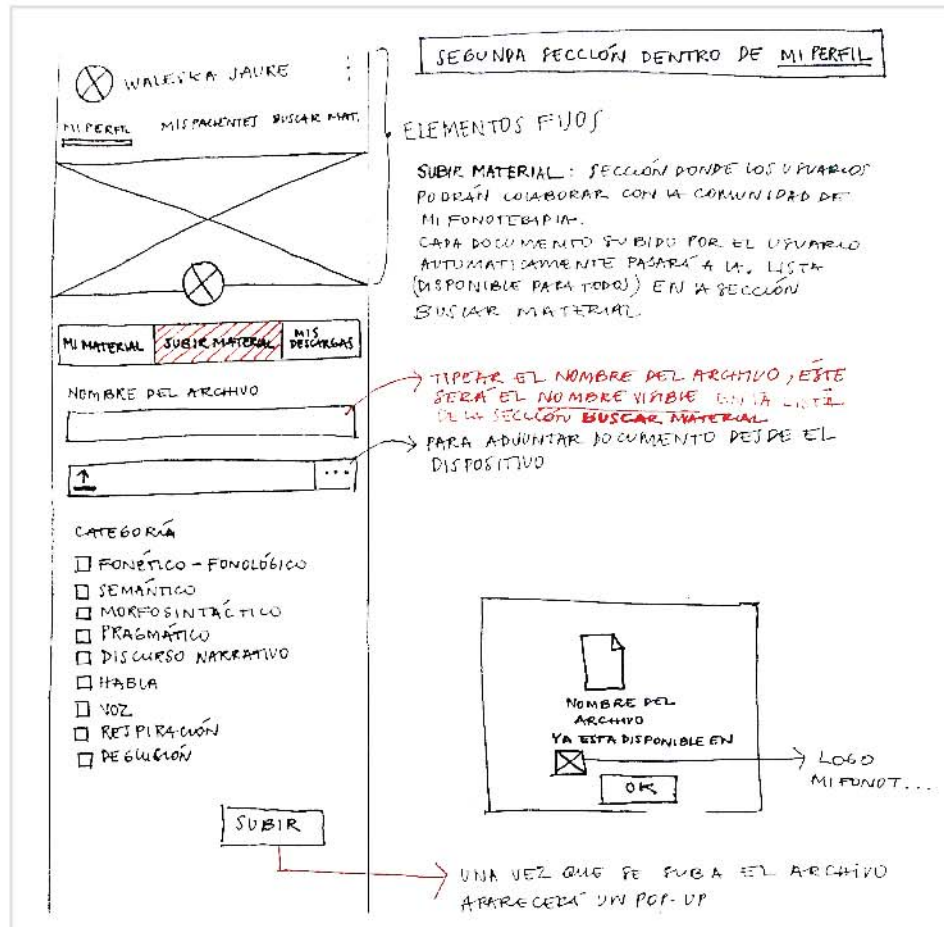 SEGUNDA SECCIÓN DENTRO DE MI PERFIL
WALESKA JAURE
MI PERFIL MIS PACIENTES BUSCAR MAT.
ELEMENTOS FIJOS
SUBIR MATERIAL: SECCIÓN DONDE LOS USUARIOS
PODRÁN COLABORAR CON LA COMUNIDAD DE
MI FONOTERAPIA.
CADA DOCUMENTO SUBIDO POR EL USUARIO
AUTOMATICAMENTE PASARÁ A LA LISTA
(DISPONIBLE PARA TODOS) EN LA SECCIÓN
BUSCAR MATERIAL.
MI MATERIAL SUBIR MATERIAL MIS DESCARGAS
NOMBRE DEL ARCHIVO
TIPEAR EL NOMBRE DEL ARCHIVO, ESTE
SERÁ EL NOMBRE VISIBLE EN LA LISTA
DE LA SECCIÓN BUSCAR MATERIAL
PARA ADJUNTAR DOCUMENTO DESDE EL
DISPOSITIVO
...
CATEGORÍA
FONÉTICO - FONOLÓGICO
SEMÁNTICO
MORFOSINTÁCTICO
PRAGMÁTICO
DISCURSO NARRATIVO
HABLA
VOZ
RESPIRACIÓN
DEGLUCIÓN
SUBIR
NOMBRE DEL
ARCHIVO
YA ESTA DISPONIBLE EN
OK
LOGO
MIFONOT...
UNA VEZ QUE SE SUBA EL ARCHIVO
APARECERÁ UN POP-UP